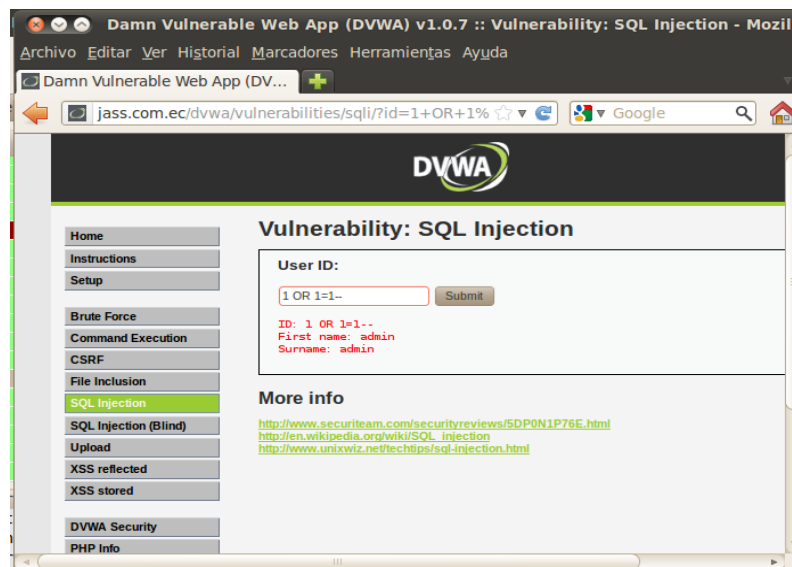 Damn Vulnerable Web App (DVWA) v1.0.7 :: Vulnerability: SQL Injection - Mozil
Archivo Editar Ver Historial Marcadores Herramientas Ayuda
Damn Vulnerable Web App (DV...
jass.com.ec/dvwa/vulnerabilities/sqli/?id=1+OR+1% Google
DVWA
Home
Instructions
Setup
Brute Force
Command Execution
CSRF
File Inclusion
SQL Injection
SQL Injection (Blind)
Upload
XSS reflected
XSS stored
DVWA Security
PHP Info
Vulnerability: SQL Injection
User ID:
1 OR 1=1-- Submit
ID: 1 OR 1=1--
First name: admin
Surname: admin
More info
http://www.securiteam.com/securityreviews/5DP0N1P76E.html
http://en.wikipedia.org/wiki/SQL_injection
http://www.unixwiz.net/techtips/sql-injection.html